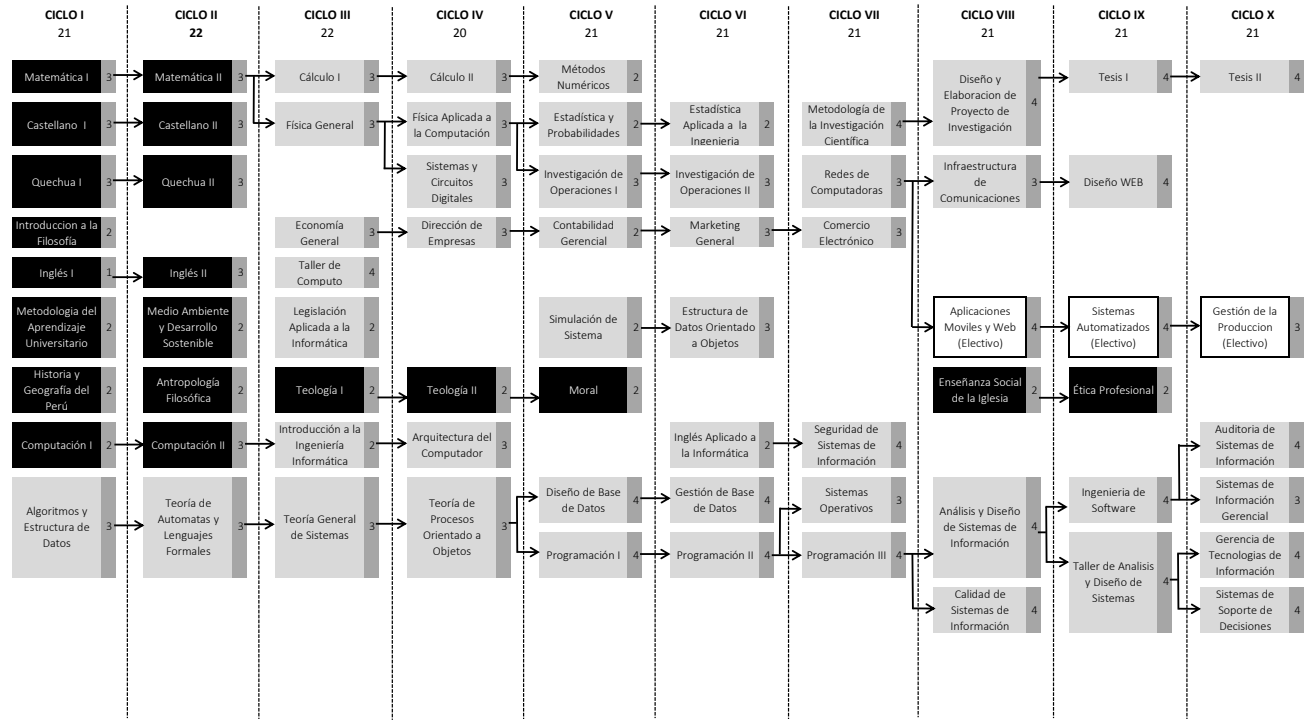 CICLO I
21
CICLO II
22
CICLO III
22
CICLO IV
20
CICLO V
21
CICLO VI
21
CICLO VII
21
CICLO VIII
21
CICLO IX
21
CICLO X
21
Matemática I 3
Castellano I 3
Quechua I 3
Introduccion a la
Filosofía 2
Inglés I 1
Metodologia del
Aprendizaje
Universitario
2
Historia y
Geografía del
Perú
2
Computación I 2
Algoritmos y
Estructura de
Datos
3
Matemática II 3
Castellano II 3
Quechua II 3
Inglés II 3
Medio Ambiente
y Desarrollo
Sostenible
2
Antropología
Filosófica
2
Computación II 3
Teoría de
Automatas y
Lenguajes
Formales
3
Cálculo I 3
Física General 3
Economía
General
3
Taller de
Computo
4
Legislación
Aplicada a la
Informática
2
Teología I 2
Introducción a la
Ingeniería
Informática
2
Teoría General
de Sistemas
3
Cálculo II 3
Física Aplicada a
la Computación
3
Sistemas y
Circuitos
Digitales
3
Dirección de
Empresas
3
Teología II 2
Arquitectura del
Computador
3
Teoría de
Procesos
Orientado a
Objetos
3
Métodos
Numéricos
2
Estadística y
Probabilidades
2
Investigación de
Operaciones I
3
Contabilidad
Gerencial
2
Simulación de
Sistema
2
Moral 2
Diseño de Base
de Datos
4
Programación I 4
Estadística
Aplicada a la
Ingenieria
2
Investigación de
Operaciones II
3
Marketing
General
3
Estructura de
Datos Orientado
a Objetos
3
Inglés Aplicado a
la Informática
2
Gestión de Base
de Datos
4
Programación II 4
Metodología de
la Investigación
Científica
4
Redes de
Computadoras
3
Comercio
Electrónico
3
Seguridad de
Sistemas de
Información
4
Sistemas
Operativos
3
Programación III 4
Diseño y
Elaboracion de
Proyecto de
Investigación
4
Infraestructura
de
Comunicaciones
3
Aplicaciones
Moviles y Web
(Electivo)
4
Enseñanza Social
de la Iglesia
2
Análisis y Diseño
de Sistemas de
Información
4
Calidad de
Sistemas de
Información
4
Tesis I 4
Diseño WEB 4
Sistemas
Automatizados
(Electivo)
4
Ética Profesional 2
Ingenieria de
Software
4
Taller de Analisis
y Diseño de
Sistemas
4
Tesis II 4
Gestión de la
Produccion
(Electivo)
3
Auditoria de
Sistemas de
Información
4
Sistemas de
Información
Gerencial
3
Gerencia de
Tecnologias de
Información
4
Sistemas de
Soporte de
Decisiones
4